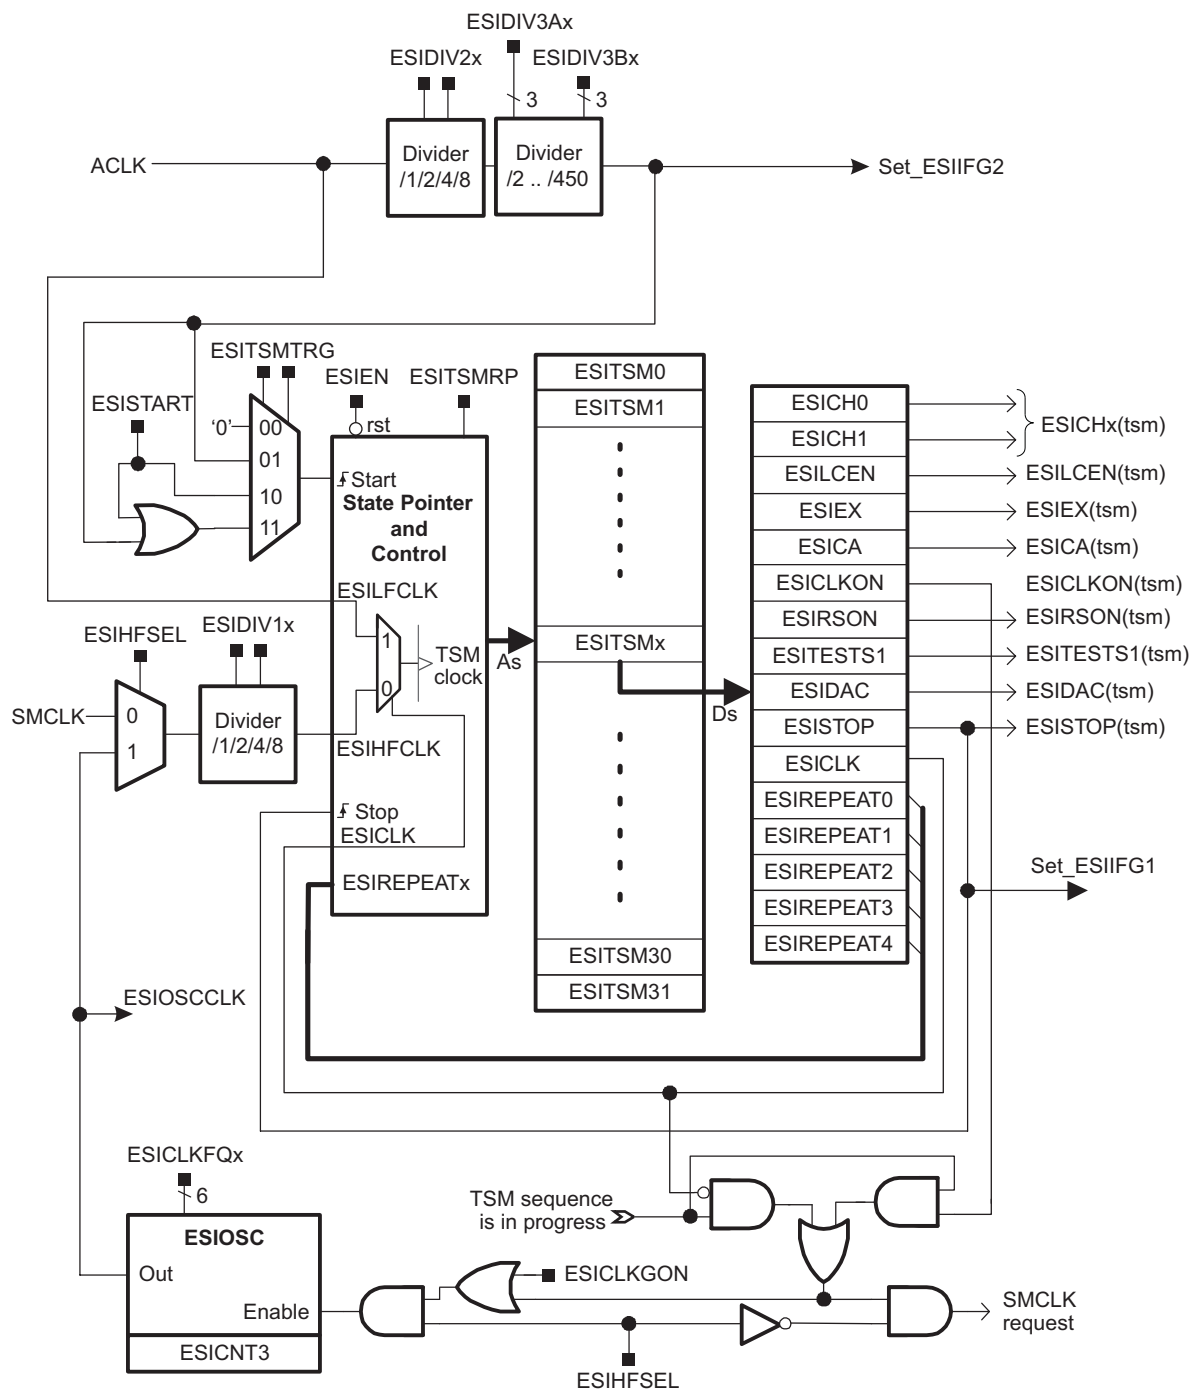 ESIDIV3Ax
ESIDIV2x
ESIDIV3Bx
3
3
ACLK
Divider
/1/2/4/8
Divider
/2 .. /450
Set_ESIIFG2
ESITSMTRG
ESIEN
ESITSMRP
ESISTART
rst
'0'
00
01
10
11
Start
State Pointer
and
Control
ESILFCLK
1
0
TSM
clock
ESIHFCLK
Stop
ESICLK
ESIREPEATx
As
ESIHFSEL
ESIDIV1x
SMCLK
0
1
Divider
/1/2/4/8
ESITSM0
ESITSM1
ESITSMx
ESITSM30
ESITSM31
Ds
ESICH0
ESICH1
ESILCEN
ESIEX
ESICA
ESICLKON
ESIRSON
ESITESTS1
ESIDAC
ESISTOP
ESICLK
ESIREPEAT0
ESIREPEAT1
ESIREPEAT2
ESIREPEAT3
ESIREPEAT4
ESICHx(tsm)
ESILCEN(tsm)
ESIEX(tsm)
ESICA(tsm)
ESICLKON(tsm)
ESIRSON(tsm)
ESITESTS1(tsm)
ESIDAC(tsm)
ESISTOP(tsm)
Set_ESIIFG1
ESIOSCCLK
ESICLKFQx
6
ESIOSC
Out
Enable
ESICNT3
TSM sequence
is in progress
ESICLKGON
ESIHFSEL
SMCLK
request